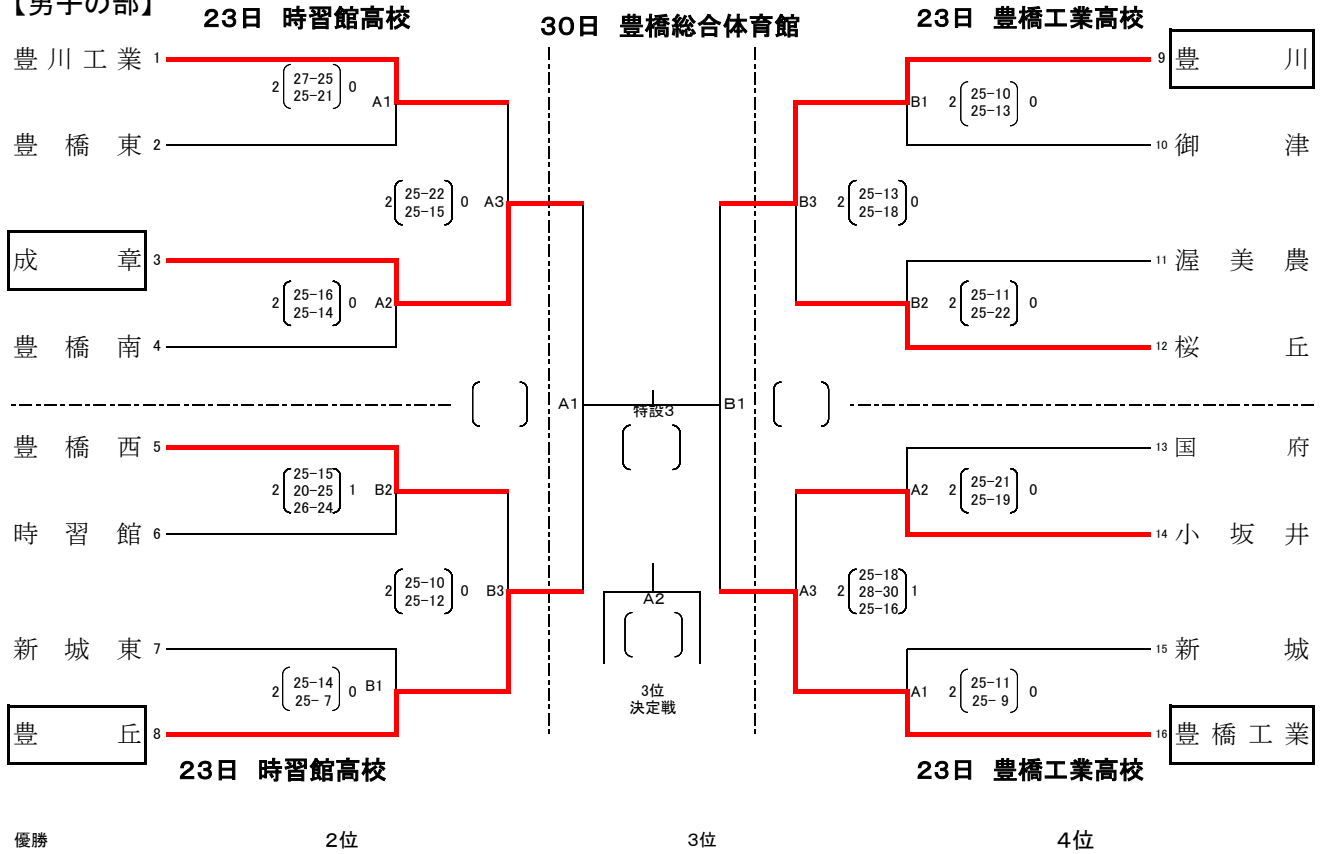 【男子の部】
23日 時習館高校
30日 豊橋総合体育館
23日 豊橋工業高校
豊川工業 1
2 27-25 0
25-21
A1
豊橋東 2
2 25-22 0
25-15
A3
成章 3
2 25-16 0
25-14
A2
豊橋南 4
A1
豊橋西 5
2 25-15 1
20-25
26-24
B2
時習館 6
2 25-10 0
25-12
B3
新城東 7
2 25-14 0
25- 7
B1
豊丘 8
23日 時習館高校
特設3
A2
3位
決定戦
9 豊川
B1 2 25-10 0
25-13
10 御津
B3 2 25-13 0
25-18
11 渥美農
B2 2 25-11 0
25-22
12 桜丘
B1
13 国府
A2 2 25-21 0
25-19
14 小坂井
A3 2 25-18 1
28-30
25-16
15 新城
A1 2 25-11 0
25- 9
16 豊橋工業
23日 豊橋工業高校
優勝 2位 3位 4位